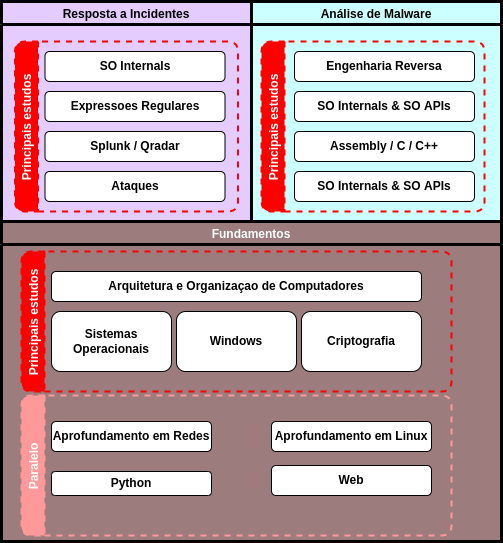 Resposta a Incidentes
Principais estudos
SO Internals
Expressoes Regulares
Splunk / Qradar
Ataques
Análise de Malware
Principais estudos
Engenharia Reversa
SO Internals & SO APIs
Assembly / C / C++
SO Internals & SO APIs
Fundamentos
Principais estudos
Arquitetura e Organizaçao de Computadores
Sistemas
Operacionais
Windows
Criptografia
Paralelo
Aprofundamento em Redes
Aprofundamento em Linux
Python
Web